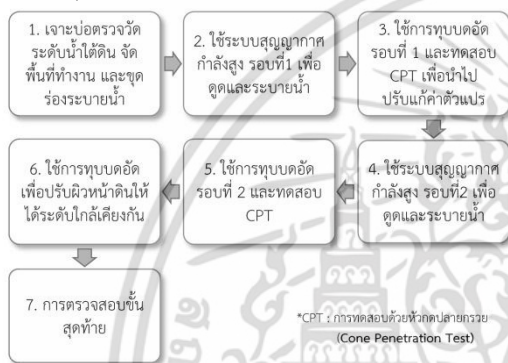 1. เจาะบ่อตรวจวัด
ระดับน้ำใต้ดิน จัด
พื้นที่ทำงาน และขุด
ร่องระบายน้ำ
2. ใช้ระบบสุญญากาศ
กำลังสูง รอบที่1 เพื่อ
ดูดและระบายน้ำ
3. ใช้การทุบบดอัด
รอบที่ 1 และทดสอบ
CPT เพื่อนำไป
ปรับแก้ค่าตัวแปร
4. ใช้ระบบสุญญากาศ
กำลังสูง รอบที่2 เพื่อ
ดูดและระบายน้ำ
5. ใช้การทุบบดอัด
รอบที่ 2 และทดสอบ
CPT
6. ใช้การทุบบดอัด
เพื่อปรับผิวหน้าดินให้
ได้ระดับใกล้เคียงกัน
7. การตรวจสอบขั้น
สุดท้าย
*CPT : การทดสอบด้วยหัวกดปลายกรวย
(Cone Penetration Test)